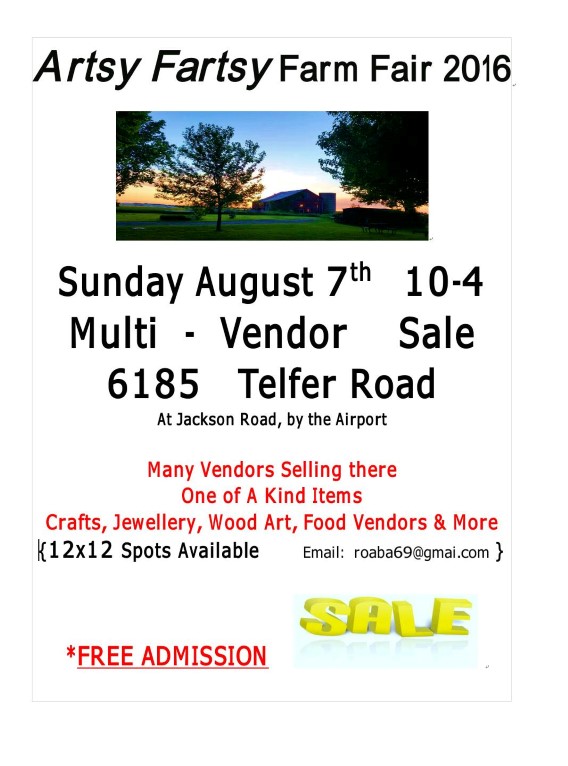 Artsy Fartsy Farm Fair 2016
Sunday August 7th 10-4
Multi - Vendor Sale
6185 Telfer Road
At Jackson Road, by the Airport
Many Vendors Selling there
One of A Kind Items
Crafts, Jewellery, Wood Art, Food Vendors & More
{12x12 Spots Available Email: roaba69@gmai.com }
SALE
*FREE ADMISSION